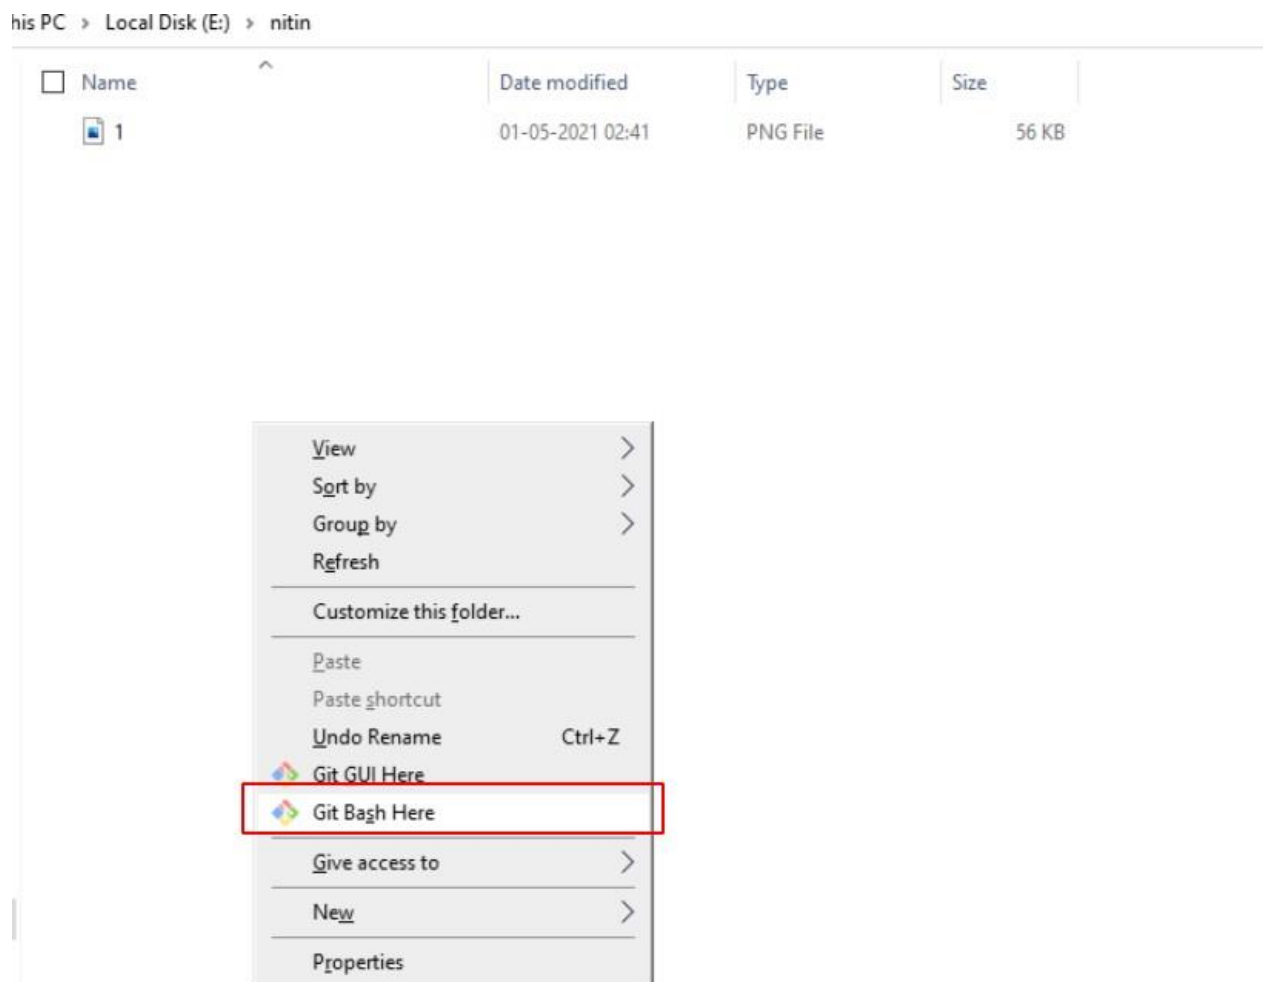 his PC > Local Disk (E:) > nitin
Name Date modified Type Size
1 01-05-2021 02:41 PNG File 56 KB
View
Sort by
Group by
Refresh
Customize this folder...
Paste
Paste shortcut
Undo Rename Ctrl+Z
Git GUI Here
Git Bash Here
Give access to
New
Properties